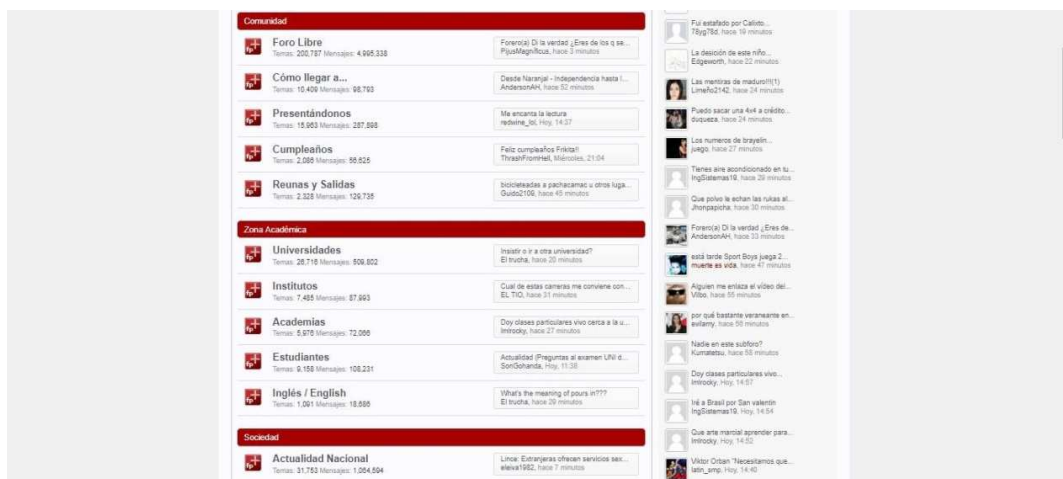 Comunidad
Foro Libre
Temas: 200,787 Mensajes: 4,995,338
Forero(a) Di la verdad ¿Eres de los q se...
PijusMagnificus, hace 3 minutos
Cómo llegar a...
Temas: 10,409 Mensajes: 98,793
Desde Naranjal - Independencia hasta l...
AndersonAH, hace 52 minutos
Presentándonos
Temas: 15,963 Mensajes: 287,898
Me encanta la lectura
redwine_lol, Hoy, 14:37
Cumpleaños
Temas: 2,086 Mensajes: 56,625
Feliz cumpleaños Frikita!!
ThrashFromHell, Miércoles, 21:04
Reunas y Salidas
Temas: 2,328 Mensajes: 129,735
bicicleteadas a pachacamac u otros luga...
Guido2109, hace 45 minutos
Zona Académica
Universidades
Temas: 26,716 Mensajes: 509,802
Insistir o ir a otra universidad?
El trucha, hace 20 minutos
Institutos
Temas: 7,485 Mensajes: 87,993
Cual de estas carreras me conviene con...
EL TIO, hace 31 minutos
Academias
Temas: 5,976 Mensajes: 72,066
Doy clases particulares vivo cerca a la u...
Imlrocky, hace 27 minutos
Estudiantes
Temas: 9,158 Mensajes: 108,231
Actualidad (Preguntas al examen UNI d...
SonGohanda, Hoy, 11:38
Inglés / English
Temas: 1,091 Mensajes: 18,686
What's the meaning of pours in???
El trucha, hace 29 minutos
Sociedad
Actualidad Nacional
Temas: 31,753 Mensajes: 1,064,594
Lince: Extranjeras ofrecen servicios sex...
eleiva1982, hace 7 minutos
Fui estafado por Calixto...
78yg78d, hace 19 minutos
La desición de este niño...
Edgeworth, hace 22 minutos
Las mentiras de maduro!!!(1)
Limeño2142, hace 24 minutos
Puedo sacar una 4x4 a crédito...
duqueza, hace 24 minutos
Los numeros de brayelin...
juego, hace 27 minutos
Tienes aire acondicionado en tu...
IngSistemas19, hace 29 minutos
Que polvo le echan las rukas al...
Jhonpapicha, hace 30 minutos
Forero(a) Di la verdad ¿Eres de...
AndersonAH, hace 33 minutos
está tarde Sport Boys juega 2...
muerte es vida, hace 47 minutos
Alguien me enlaza el vídeo del...
Vitoo, hace 55 minutos
por qué bastante veraneante en...
evilamy, hace 56 minutos
Nadie en este subforo?
Kumatetsu, hace 58 minutos
Doy clases particulares vivo...
Imlrocky, Hoy, 14:57
Iré a Brasil por San valentin
IngSistemas19, Hoy, 14:54
Que arte marcial aprender para...
Imlrocky, Hoy, 14:52
Viktor Orban "Necesitamos que...
latin_smp, Hoy, 14:40